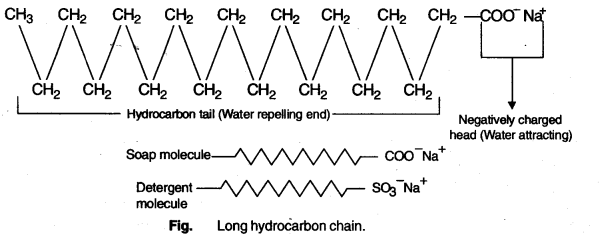 CH₃ CH₂ CH₂ CH₂ CH₂ CH₂ CH₂ CH₂ CH₂ — COO⁻ Na⁺
CH₂ CH₂ CH₂ CH₂ CH₂ CH₂ CH₂ CH₂
Hydrocarbon tail (Water repelling end)
Negatively charged
head (Water attracting)
Soap molecule COO⁻Na⁺
Detergent SO₃⁻Na⁺
molecule
Fig. Long hydrocarbon chain.